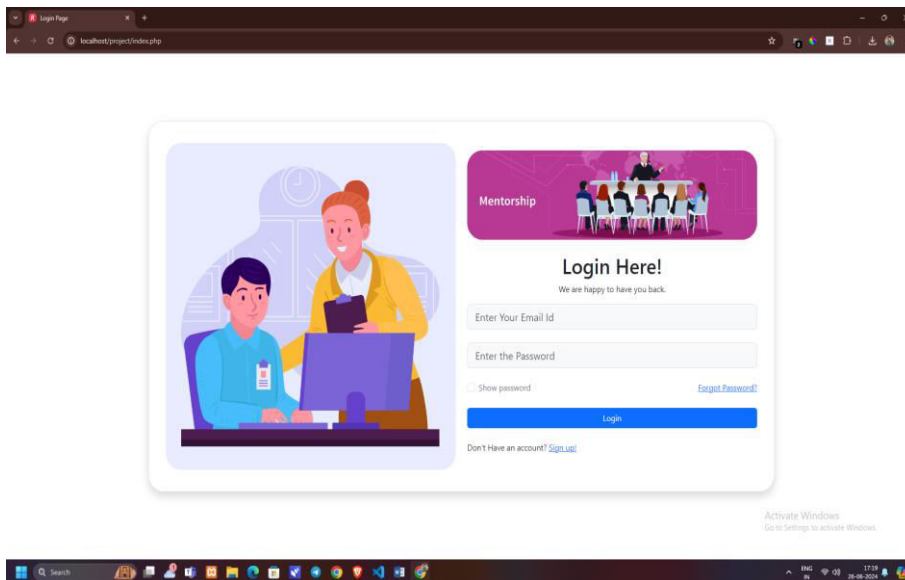 Login Page
localhost/project/index.php
Mentorship
Login Here!
We are happy to have you back.
Enter Your Email Id
Enter the Password
Show password
Forgot Password?
Login
Don't Have an account? Sign up!
Activate Windows
Go to Settings to activate Windows.
Search
ENG
IN
17:19
26-06-2024